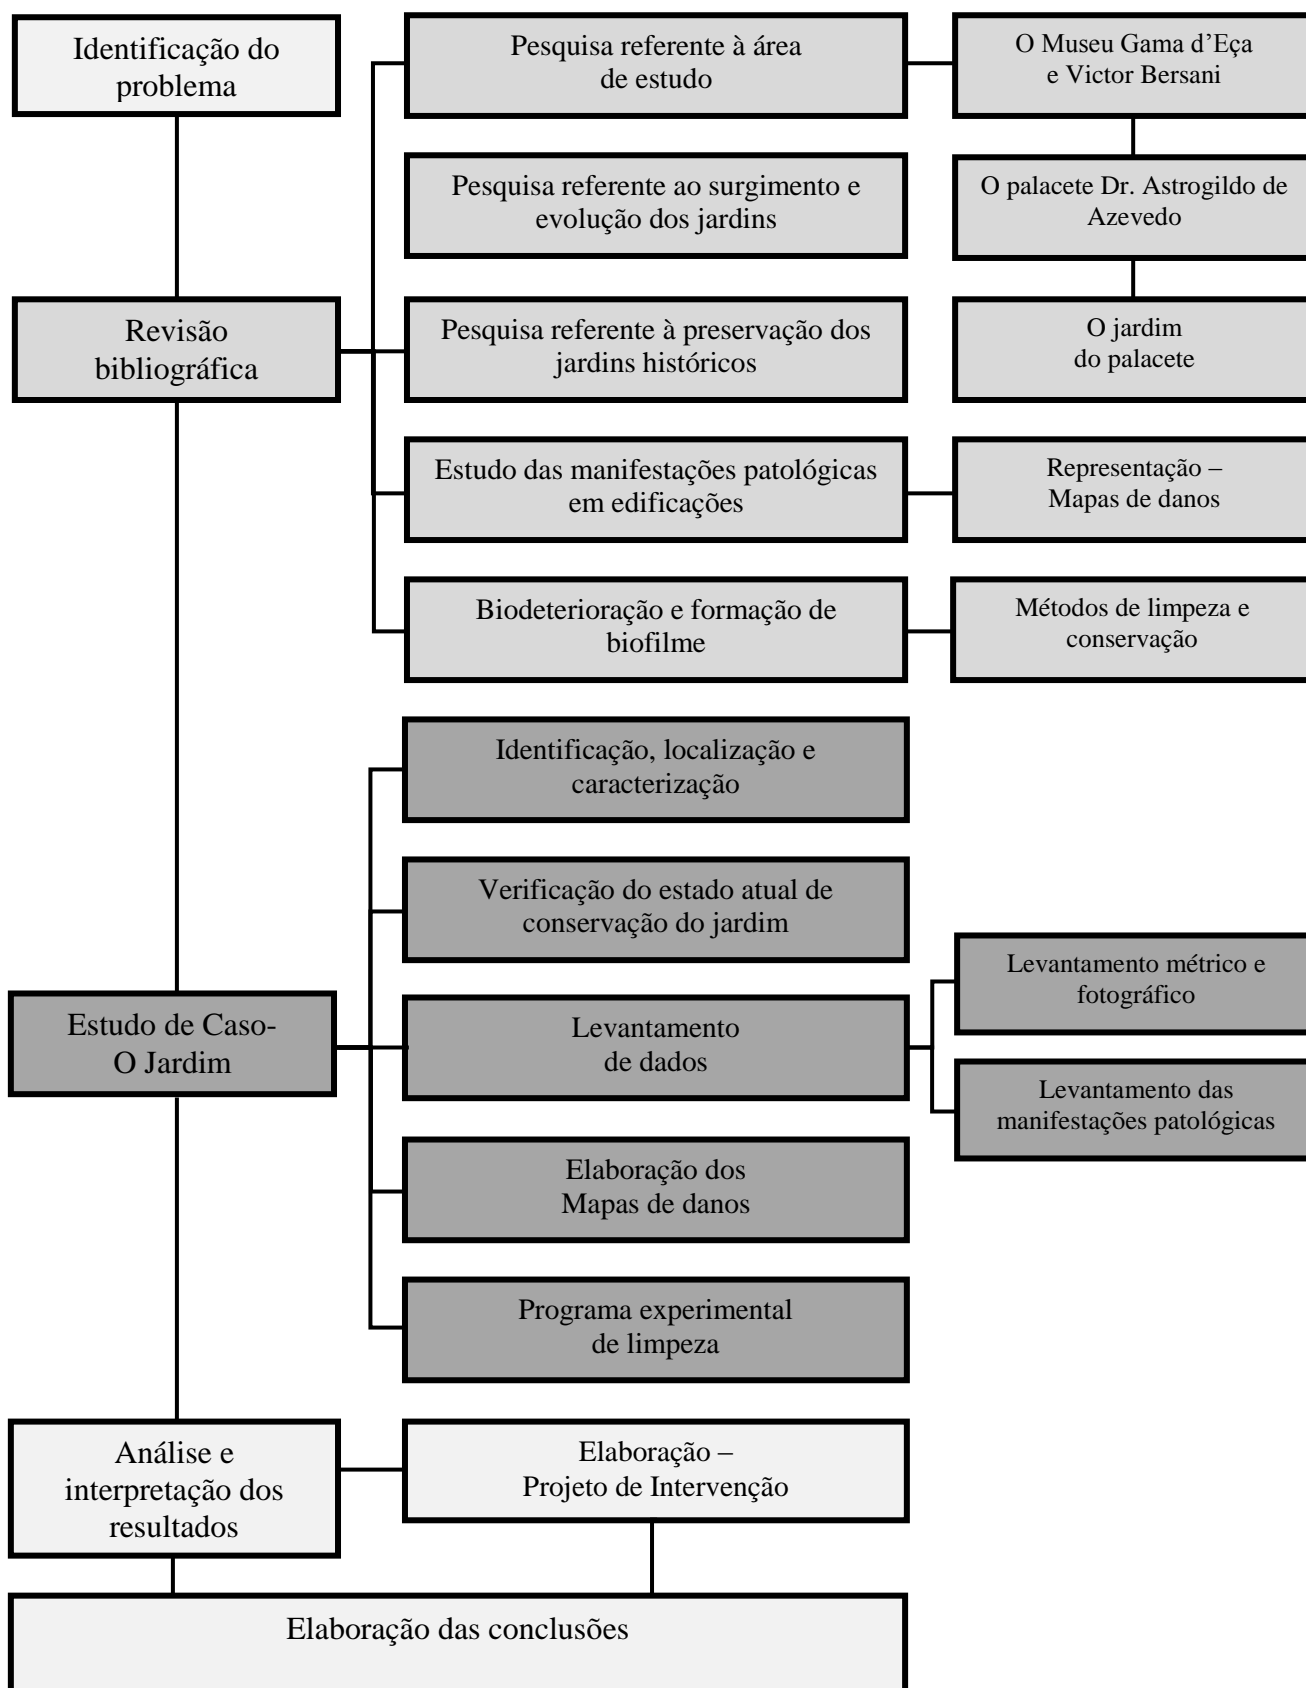 Identificação do
problema
Pesquisa referente à área
de estudo
O Museu Gama d’Eça
e Victor Bersani
Pesquisa referente ao surgimento e
evolução dos jardins
O palacete Dr. Astrogildo de
Azevedo
Revisão
bibliográfica
Pesquisa referente à preservação dos
jardins históricos
O jardim
do palacete
Estudo das manifestações patológicas
em edificações
Representação –
Mapas de danos
Biodeterioração e formação de
biofilme
Métodos de limpeza e
conservação
Identificação, localização e
caracterização
Verificação do estado atual de
conservação do jardim
Estudo de Caso-
O Jardim
Levantamento
de dados
Levantamento métrico e
fotográfico
Levantamento das
manifestações patológicas
Elaboração dos
Mapas de danos
Programa experimental
de limpeza
Análise e
interpretação dos
resultados
Elaboração –
Projeto de Intervenção
Elaboração das conclusões